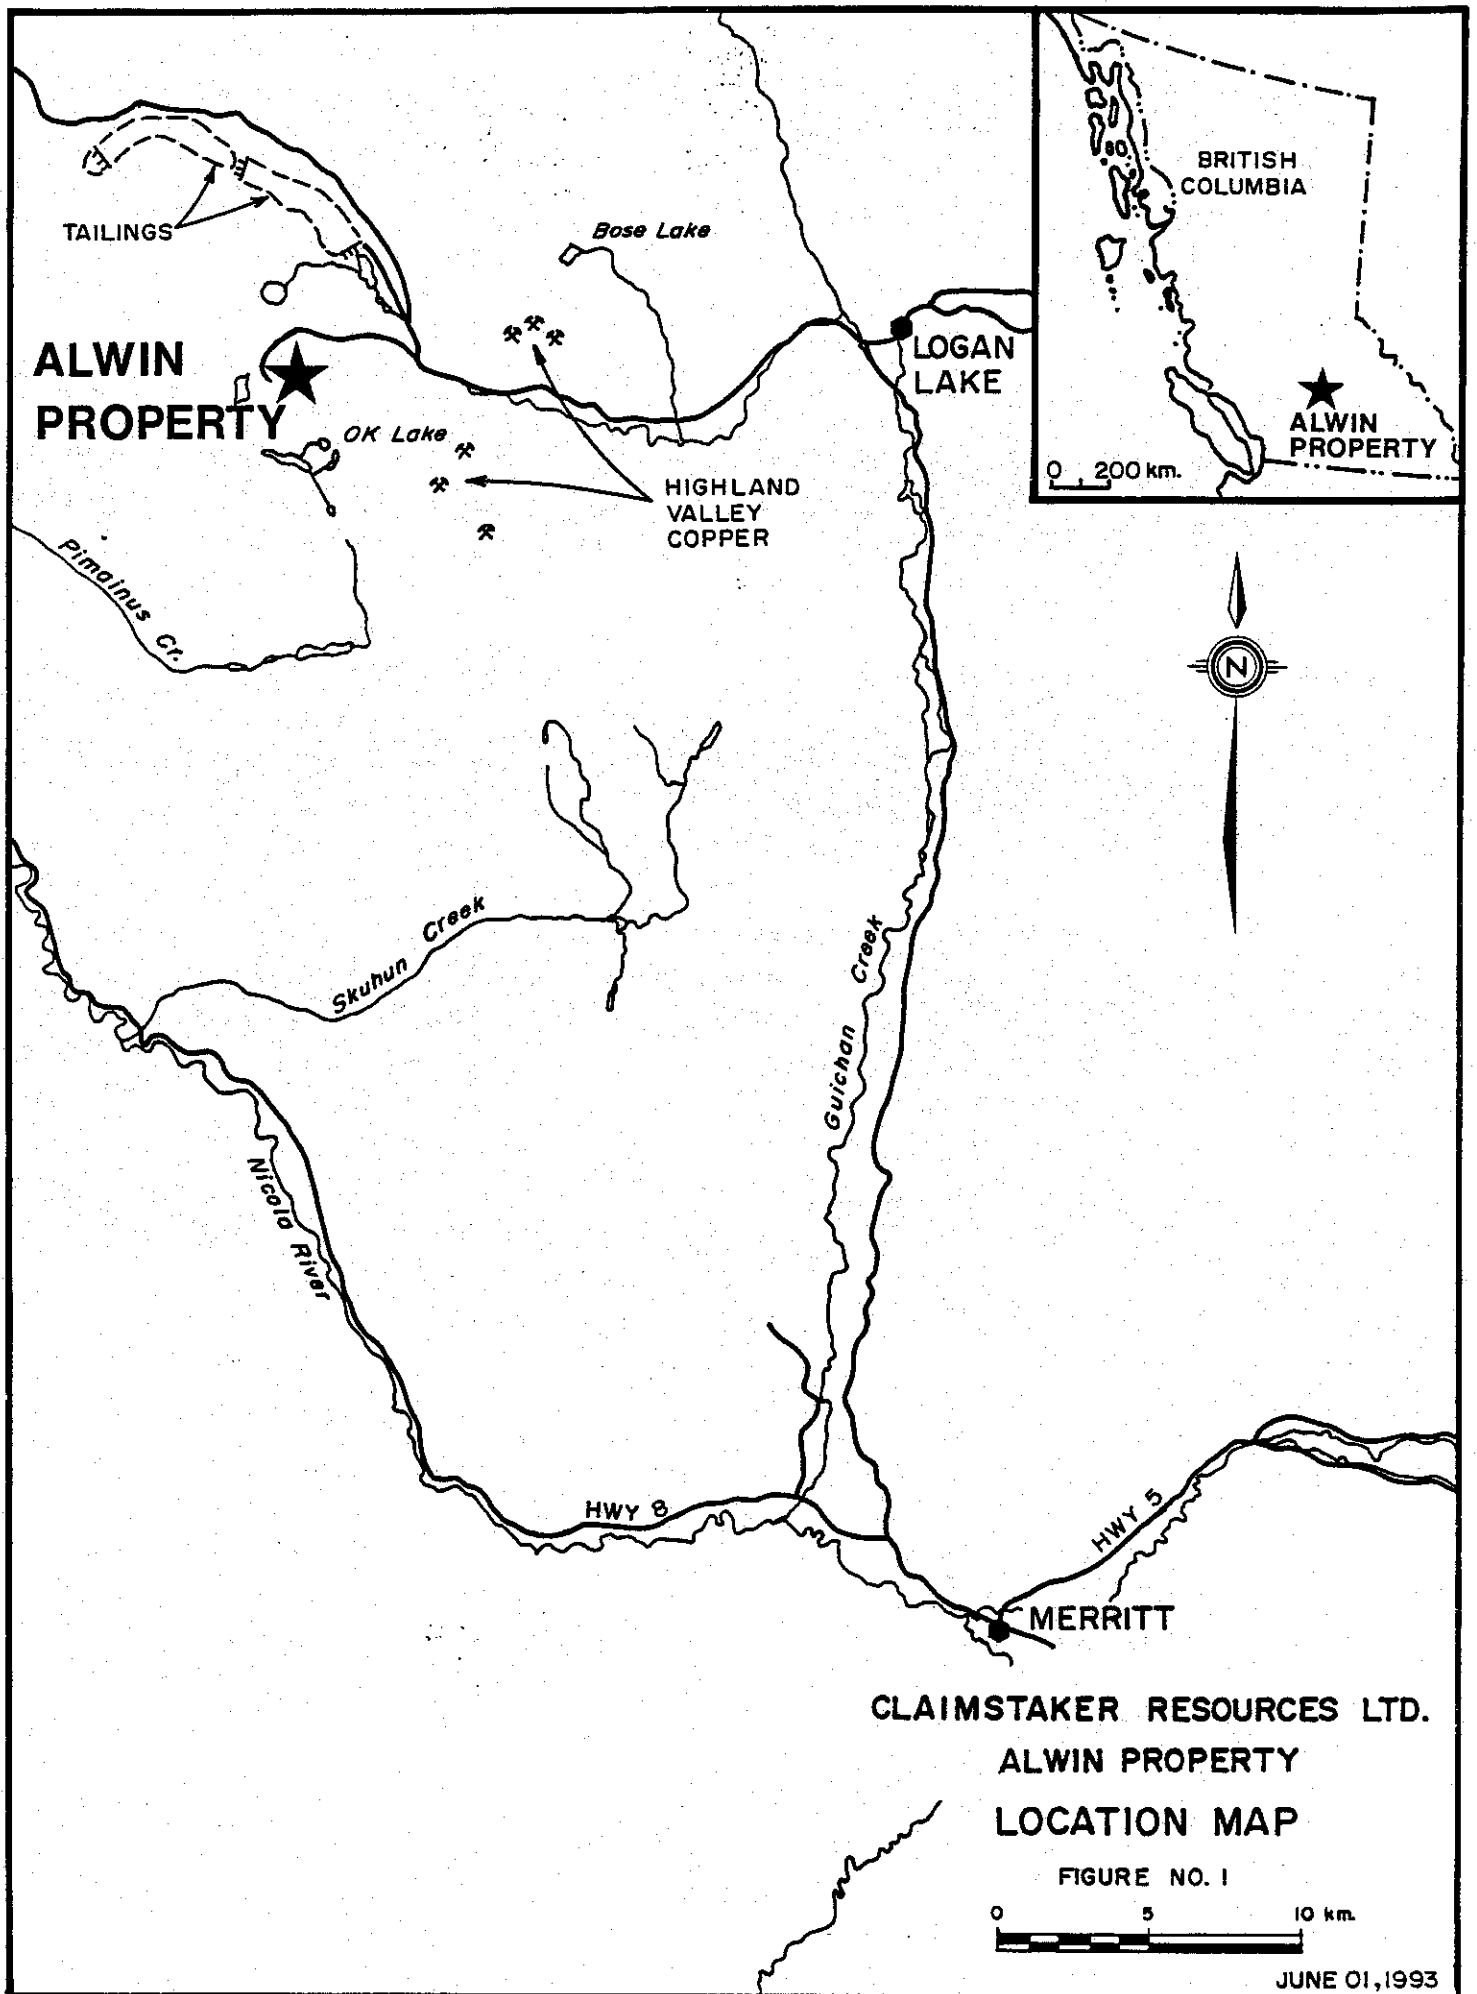 BRITISH
COLUMBIA
ALWIN
PROPERTY
0 200 km.
TAILINGS
Bose Lake
LOGAN
LAKE
ALWIN
PROPERTY
OK Lake
HIGHLAND
VALLEY
COPPER
Pimainus Cr.
N
Skuhun Creek
Guichan Creek
Nicola River
HWY 8
HWY 5
MERRITT
CLAIMSTAKER RESOURCES LTD.
ALWIN PROPERTY
LOCATION MAP
FIGURE NO. 1
0 5 10 km.
JUNE 01, 1993